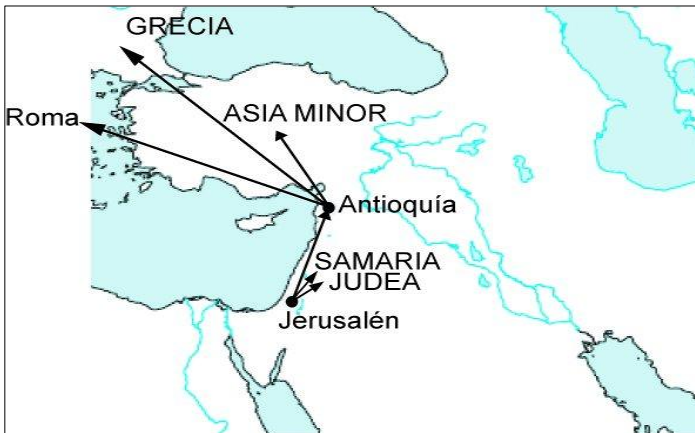 GRECIA
Roma
ASIA MINOR
Antioquía
SAMARIA
JUDEA
Jerusalén